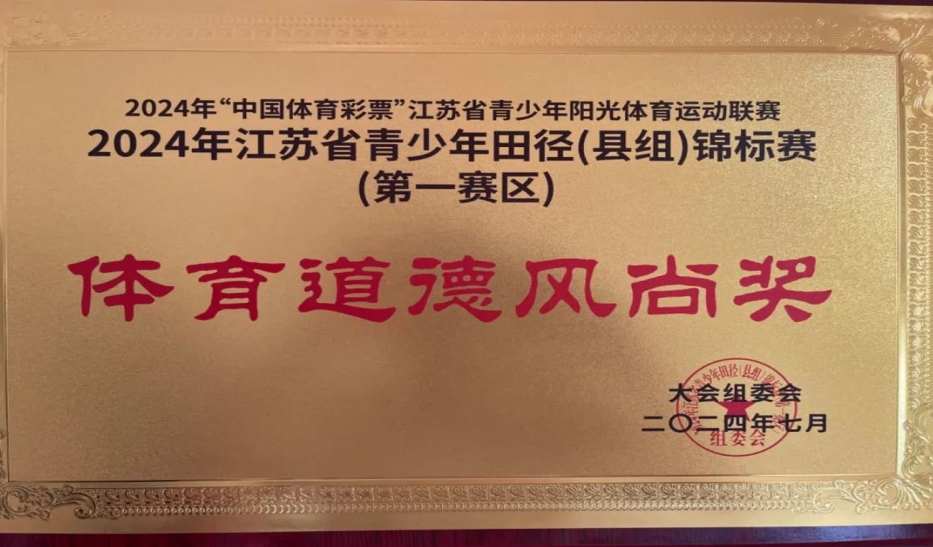 2024年“中国体育彩票”江苏省青少年阳光体育运动联赛
2024年江苏省青少年田径(县组)锦标赛
(第一赛区)
体育道德风尚奖
大会组委会
二〇二四年七月
组委会